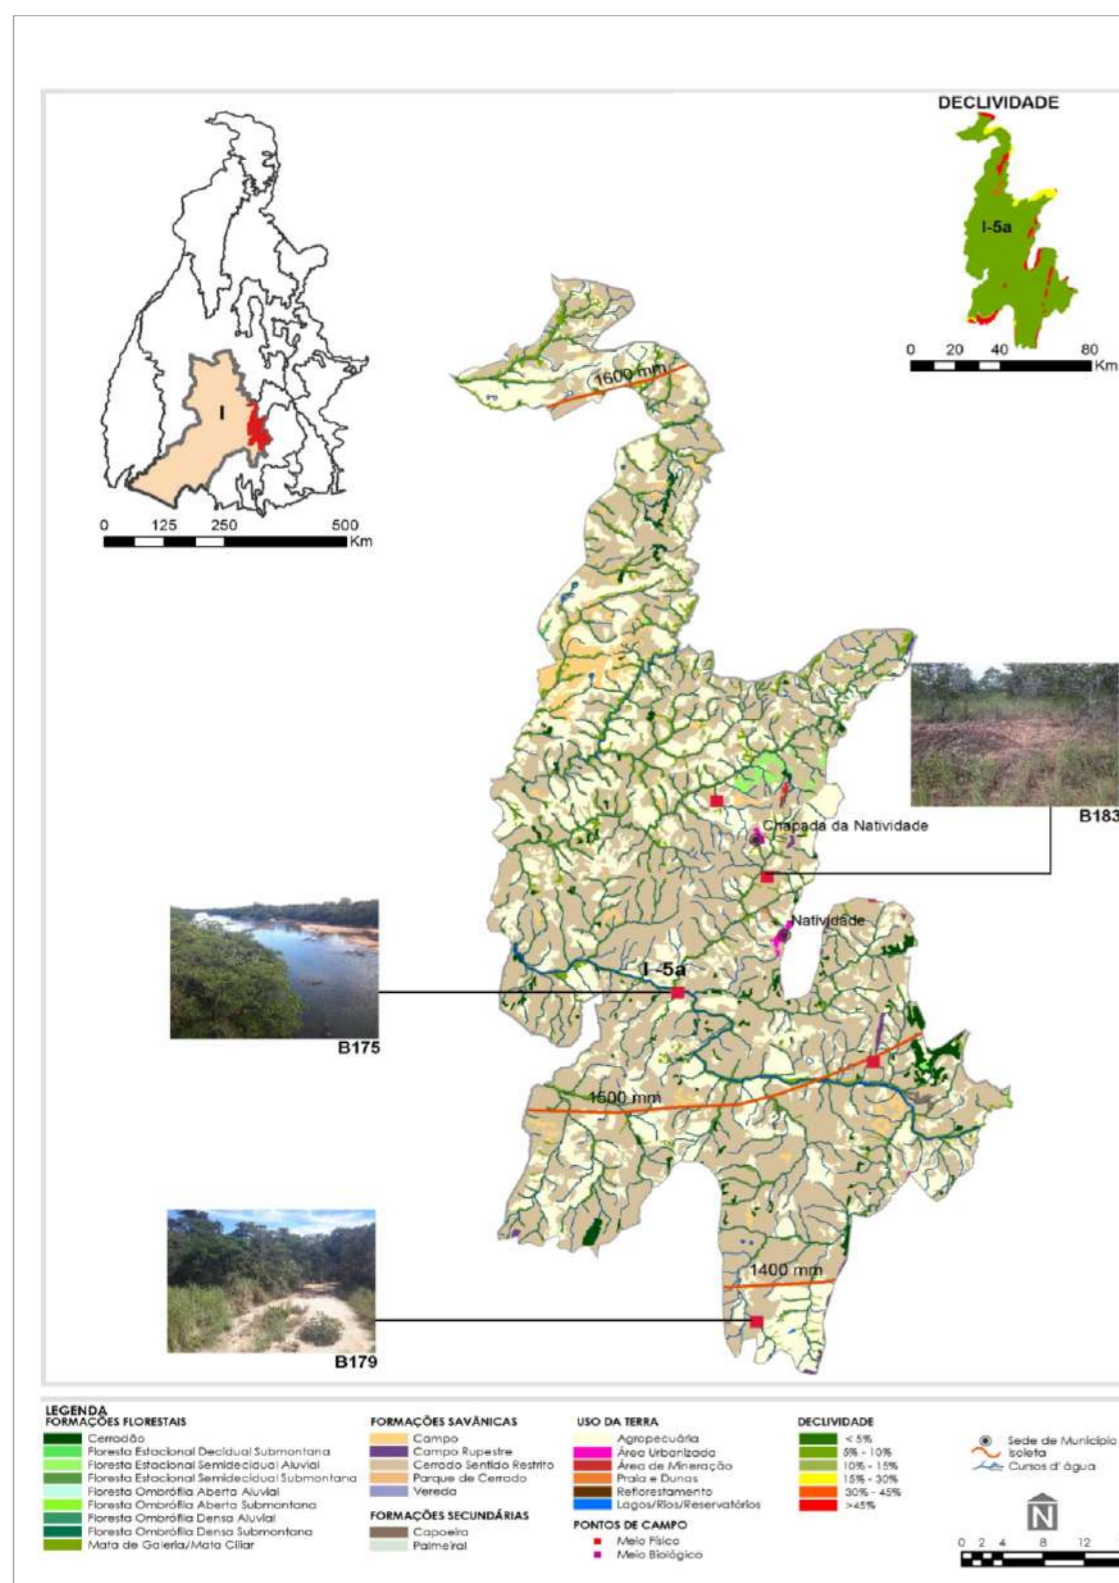 DECLIVIDADE
I-5a
0 20 40 80
Km
I
0 125 250 500
Km
1600 mm
B183
Chapada da Natividade
Natividade
I -5a
B175
1500 mm
1400 mm
B179
LEGENDA
FORMAÇÕES FLORESTAIS
Cerradão
Floresta Estacional Decidual Submontana
Floresta Estacional Semidecidual Aluvial
Floresta Estacional Semidecidual Submontana
Floresta Ombrófila Aberta Aluvial
Floresta Ombrófila Aberta Submontana
Floresta Ombrófila Densa Aluvial
Floresta Ombrófila Densa Submontana
Mata de Galeria/Mata Ciliar
FORMAÇÕES SAVÂNICAS
Campo
Campo Rupestre
Cerrado Sentido Restrito
Parque de Cerrado
Vereda
FORMAÇÕES SECUNDÁRIAS
Capoeira
Palmeiral
USO DA TERRA
Agropecuária
Área Urbanizada
Área de Mineração
Praia e Dunas
Reflorestamento
Lagos/Rios/Reservatórios
PONTOS DE CAMPO
Meio Físico
Meio Biológico
DECLIVIDADE
< 5%
5% - 10%
10% - 15%
15% - 30%
30% - 45%
>45%
Sede de Município
Isoieta
Cursos d' água
N
0 2 4 8 12